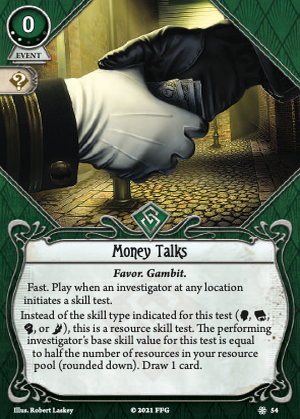 0
EVENT
Money Talks
Favor. Gambit.
Fast. Play when an investigator at any location
initiates a skill test.
Instead of the skill type indicated for this test ( , ,
, or ), this is a resource skill test. The performing
investigator's base skill value for this test is equal
to half the number of resources in your resource
pool (rounded down). Draw 1 card.
Illus. Robert Laskey
© 2021 FFG
54